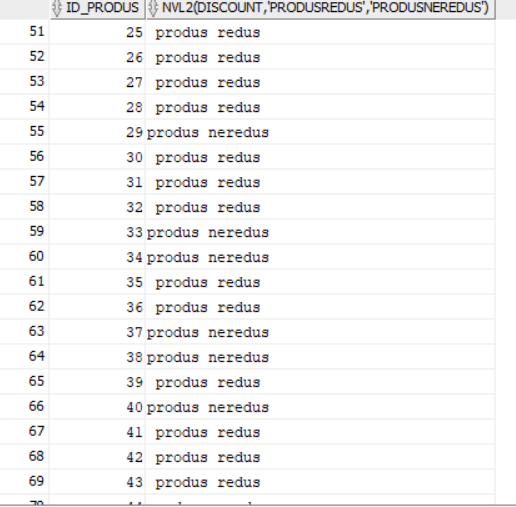 ID_PRODUS NVL2(DISCOUNT,'PRODUSREDUS','PRODUSNEREDUS')
51 25 produs redus
52 26 produs redus
53 27 produs redus
54 28 produs redus
55 29 produs neredus
56 30 produs redus
57 31 produs redus
58 32 produs redus
59 33 produs neredus
60 34 produs neredus
61 35 produs redus
62 36 produs redus
63 37 produs neredus
64 38 produs neredus
65 39 produs redus
66 40 produs neredus
67 41 produs redus
68 42 produs redus
69 43 produs redus